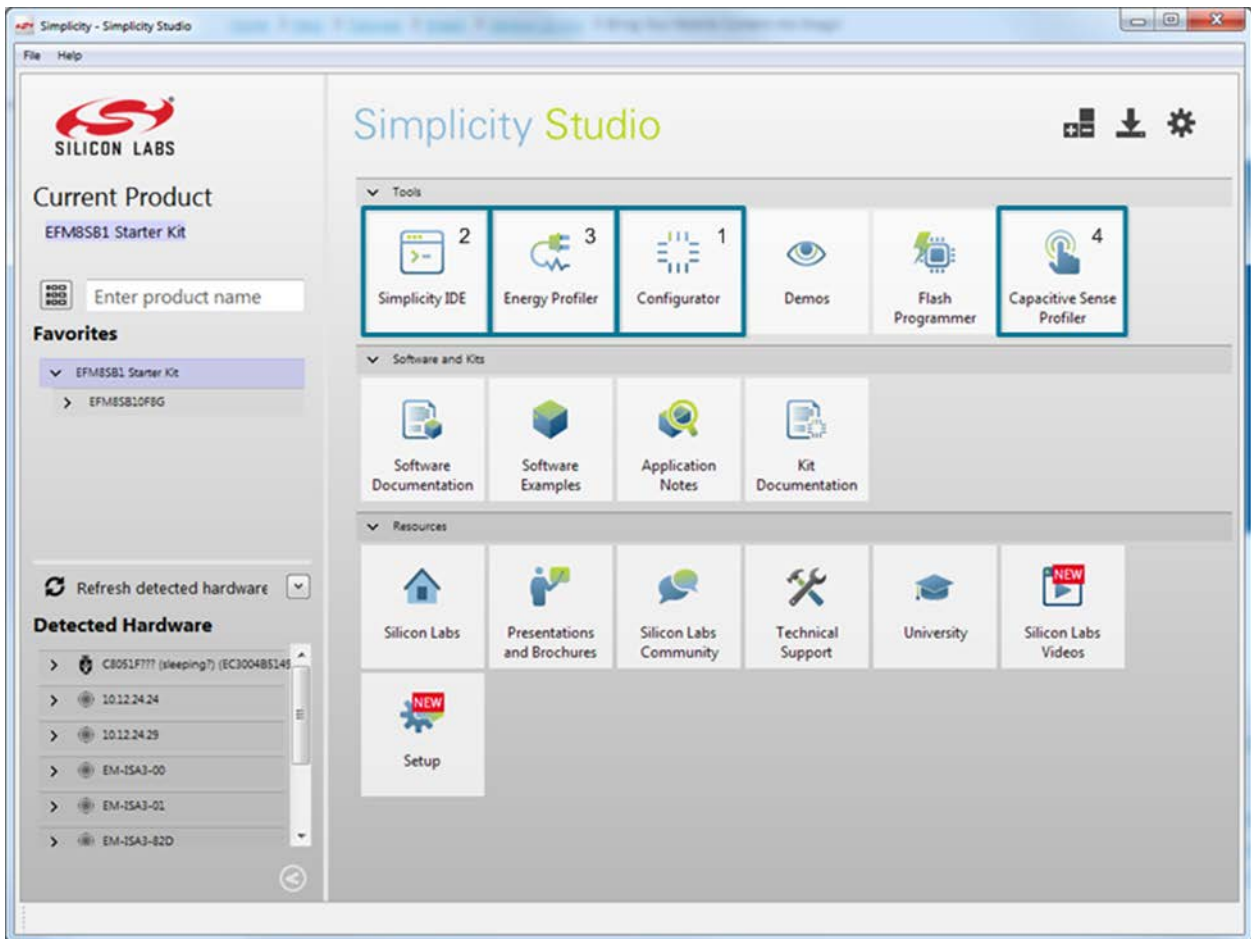 Simplicity - Simplicity Studio
File Help
SILICON LABS
Simplicity Studio
Current Product
EFM8SB1 Starter Kit
Enter product name
Favorites
EFM8SB1 Starter Kit
EFM8SB10F8G
Refresh detected hardware
Detected Hardware
C8051F??? (sleeping?)
10.12.24.24
10.12.24.29
EM-ISA3-00
EM-ISA3-01
EM-ISA3-82D
Tools
2
Simplicity IDE
3
Energy Profiler
1
Configurator
Demos
Flash
Programmer
4
Capacitive Sense
Profiler
Software and Kits
Software
Documentation
Software
Examples
Application
Notes
Kit
Documentation
Resources
Silicon Labs
Presentations
and Brochures
Silicon Labs
Community
Technical
Support
University
NEW
Silicon Labs
Videos
NEW
Setup